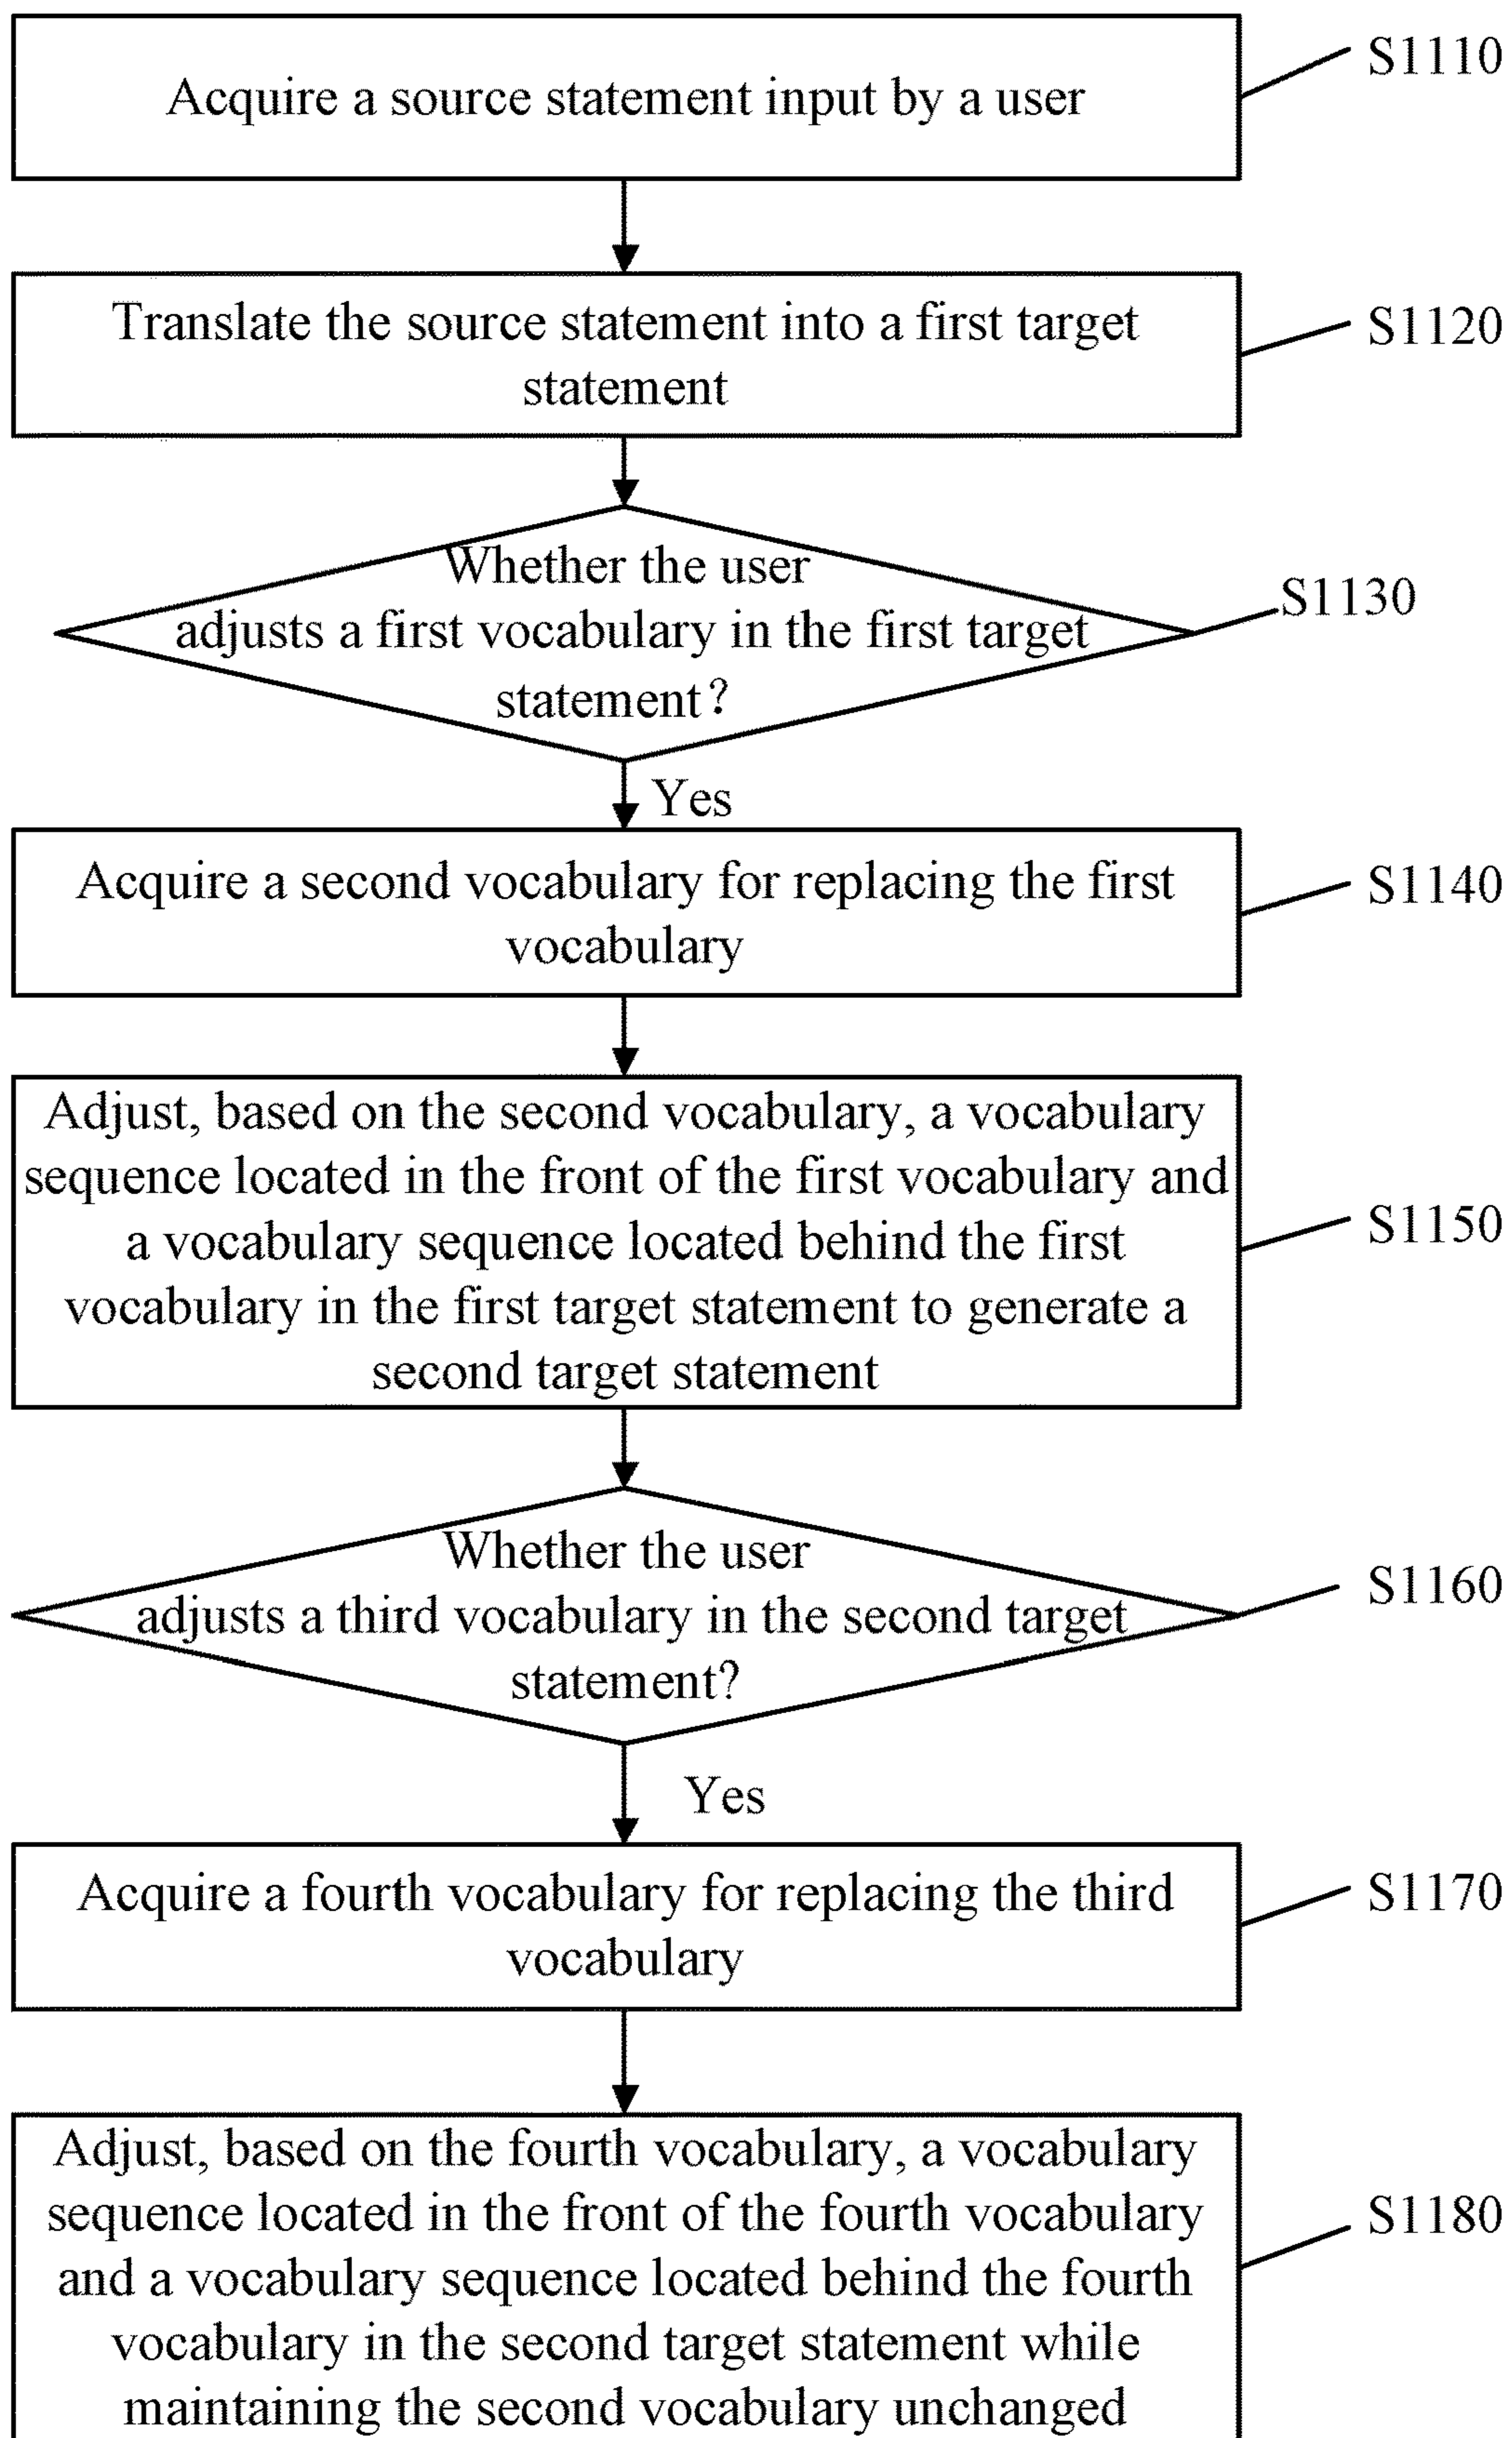 Acquire a source statement input by a user
S1110
Translate the source statement into a first target
statement
S1120
Whether the user
adjusts a first vocabulary in the first target
statement?
S1130
Yes
Acquire a second vocabulary for replacing the first
vocabulary
S1140
Adjust, based on the second vocabulary, a vocabulary
sequence located in the front of the first vocabulary and
a vocabulary sequence located behind the first
vocabulary in the first target statement to generate a
second target statement
S1150
Whether the user
adjusts a third vocabulary in the second target
statement?
S1160
Yes
Acquire a fourth vocabulary for replacing the third
vocabulary
S1170
Adjust, based on the fourth vocabulary, a vocabulary
sequence located in the front of the fourth vocabulary
and a vocabulary sequence located behind the fourth
vocabulary in the second target statement while
maintaining the second vocabulary unchanged
S1180